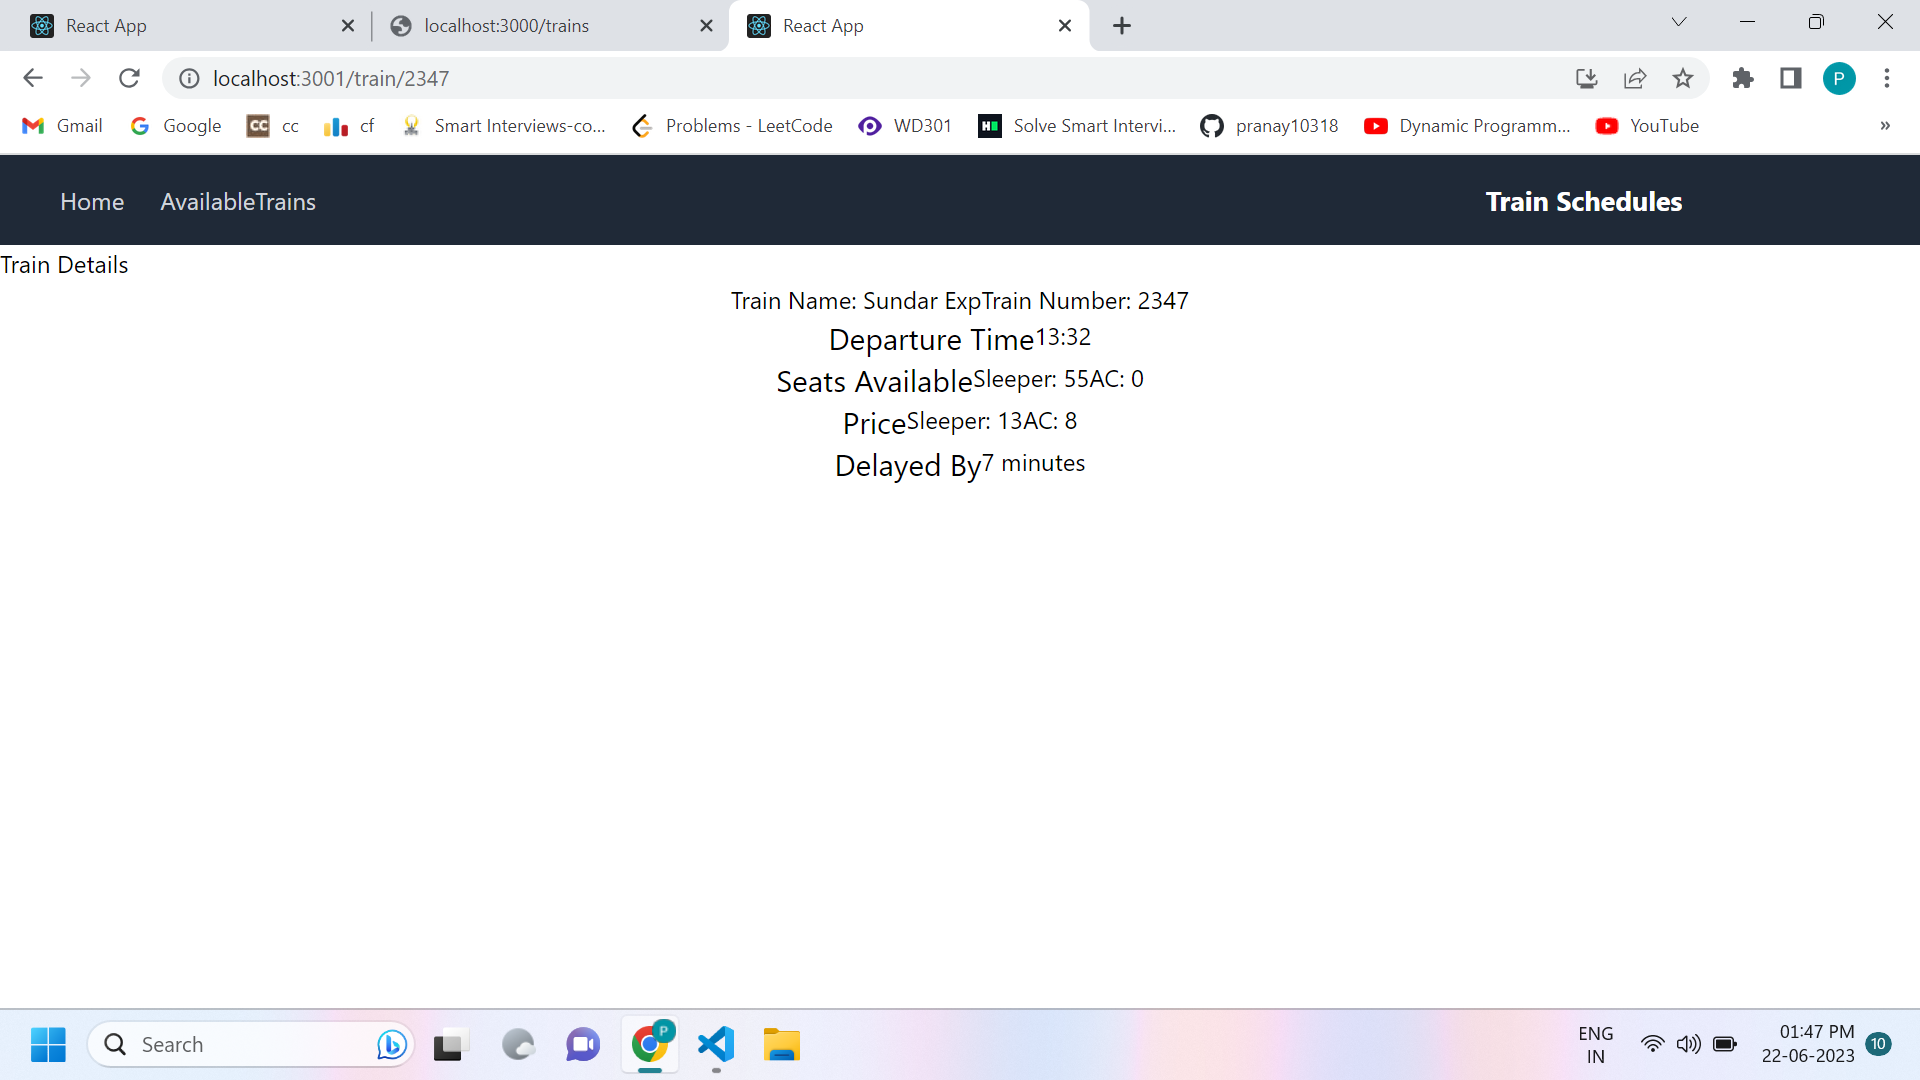 React App
localhost:3000/trains
React App
localhost:3001/train/2347
P
Gmail
Google
CC cc
cf
Smart Interviews-co...
Problems - LeetCode
WD301
Solve Smart Intervi...
pranay10318
Dynamic Programm...
YouTube
»
Home
AvailableTrains
Train Schedules
Train Details
Train Name: Sundar ExpTrain Number: 2347
Departure Time13:32
Seats AvailableSleeper: 55AC: 0
PriceSleeper: 13AC: 8
Delayed By7 minutes
Search
P
ENG
IN
01:47 PM
22-06-2023
10